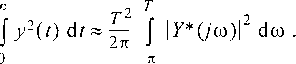 ∫₀ y²(t) dt ≈ T²/2π ∫_π^T |Y*(jω)|² dω .